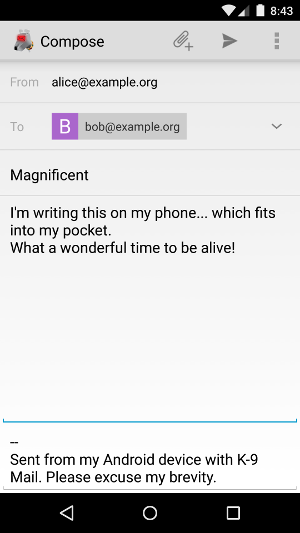 8:43
Compose
From alice@example.org
To B bob@example.org
Magnificent
I'm writing this on my phone... which fits
into my pocket.
What a wonderful time to be alive!
--
Sent from my Android device with K-9
Mail. Please excuse my brevity.